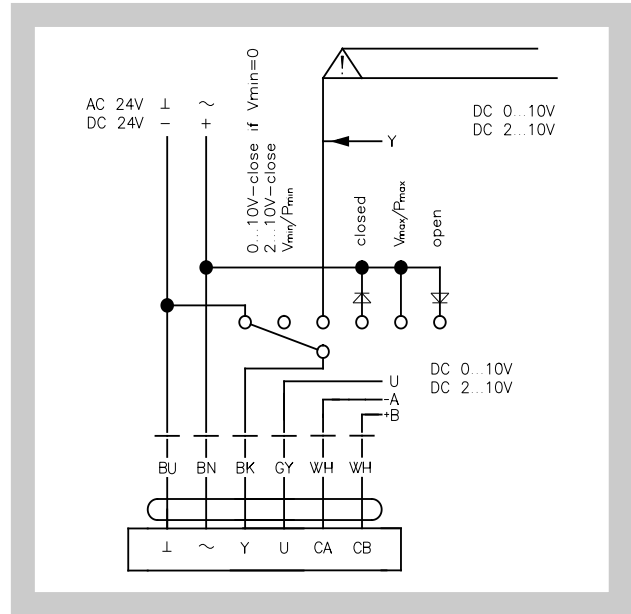 !
AC 24V ⊥ ~
DC 24V − +
0...10V−close if Vmin=0
2...10V−close
Vmin/Pmin
DC 0...10V
DC 2...10V
Y
closed
Vmax/Pmax
open
U
-A
+B
DC 0...10V
DC 2...10V
BU BN BK GY WH WH
⊥ ~ Y U CA CB